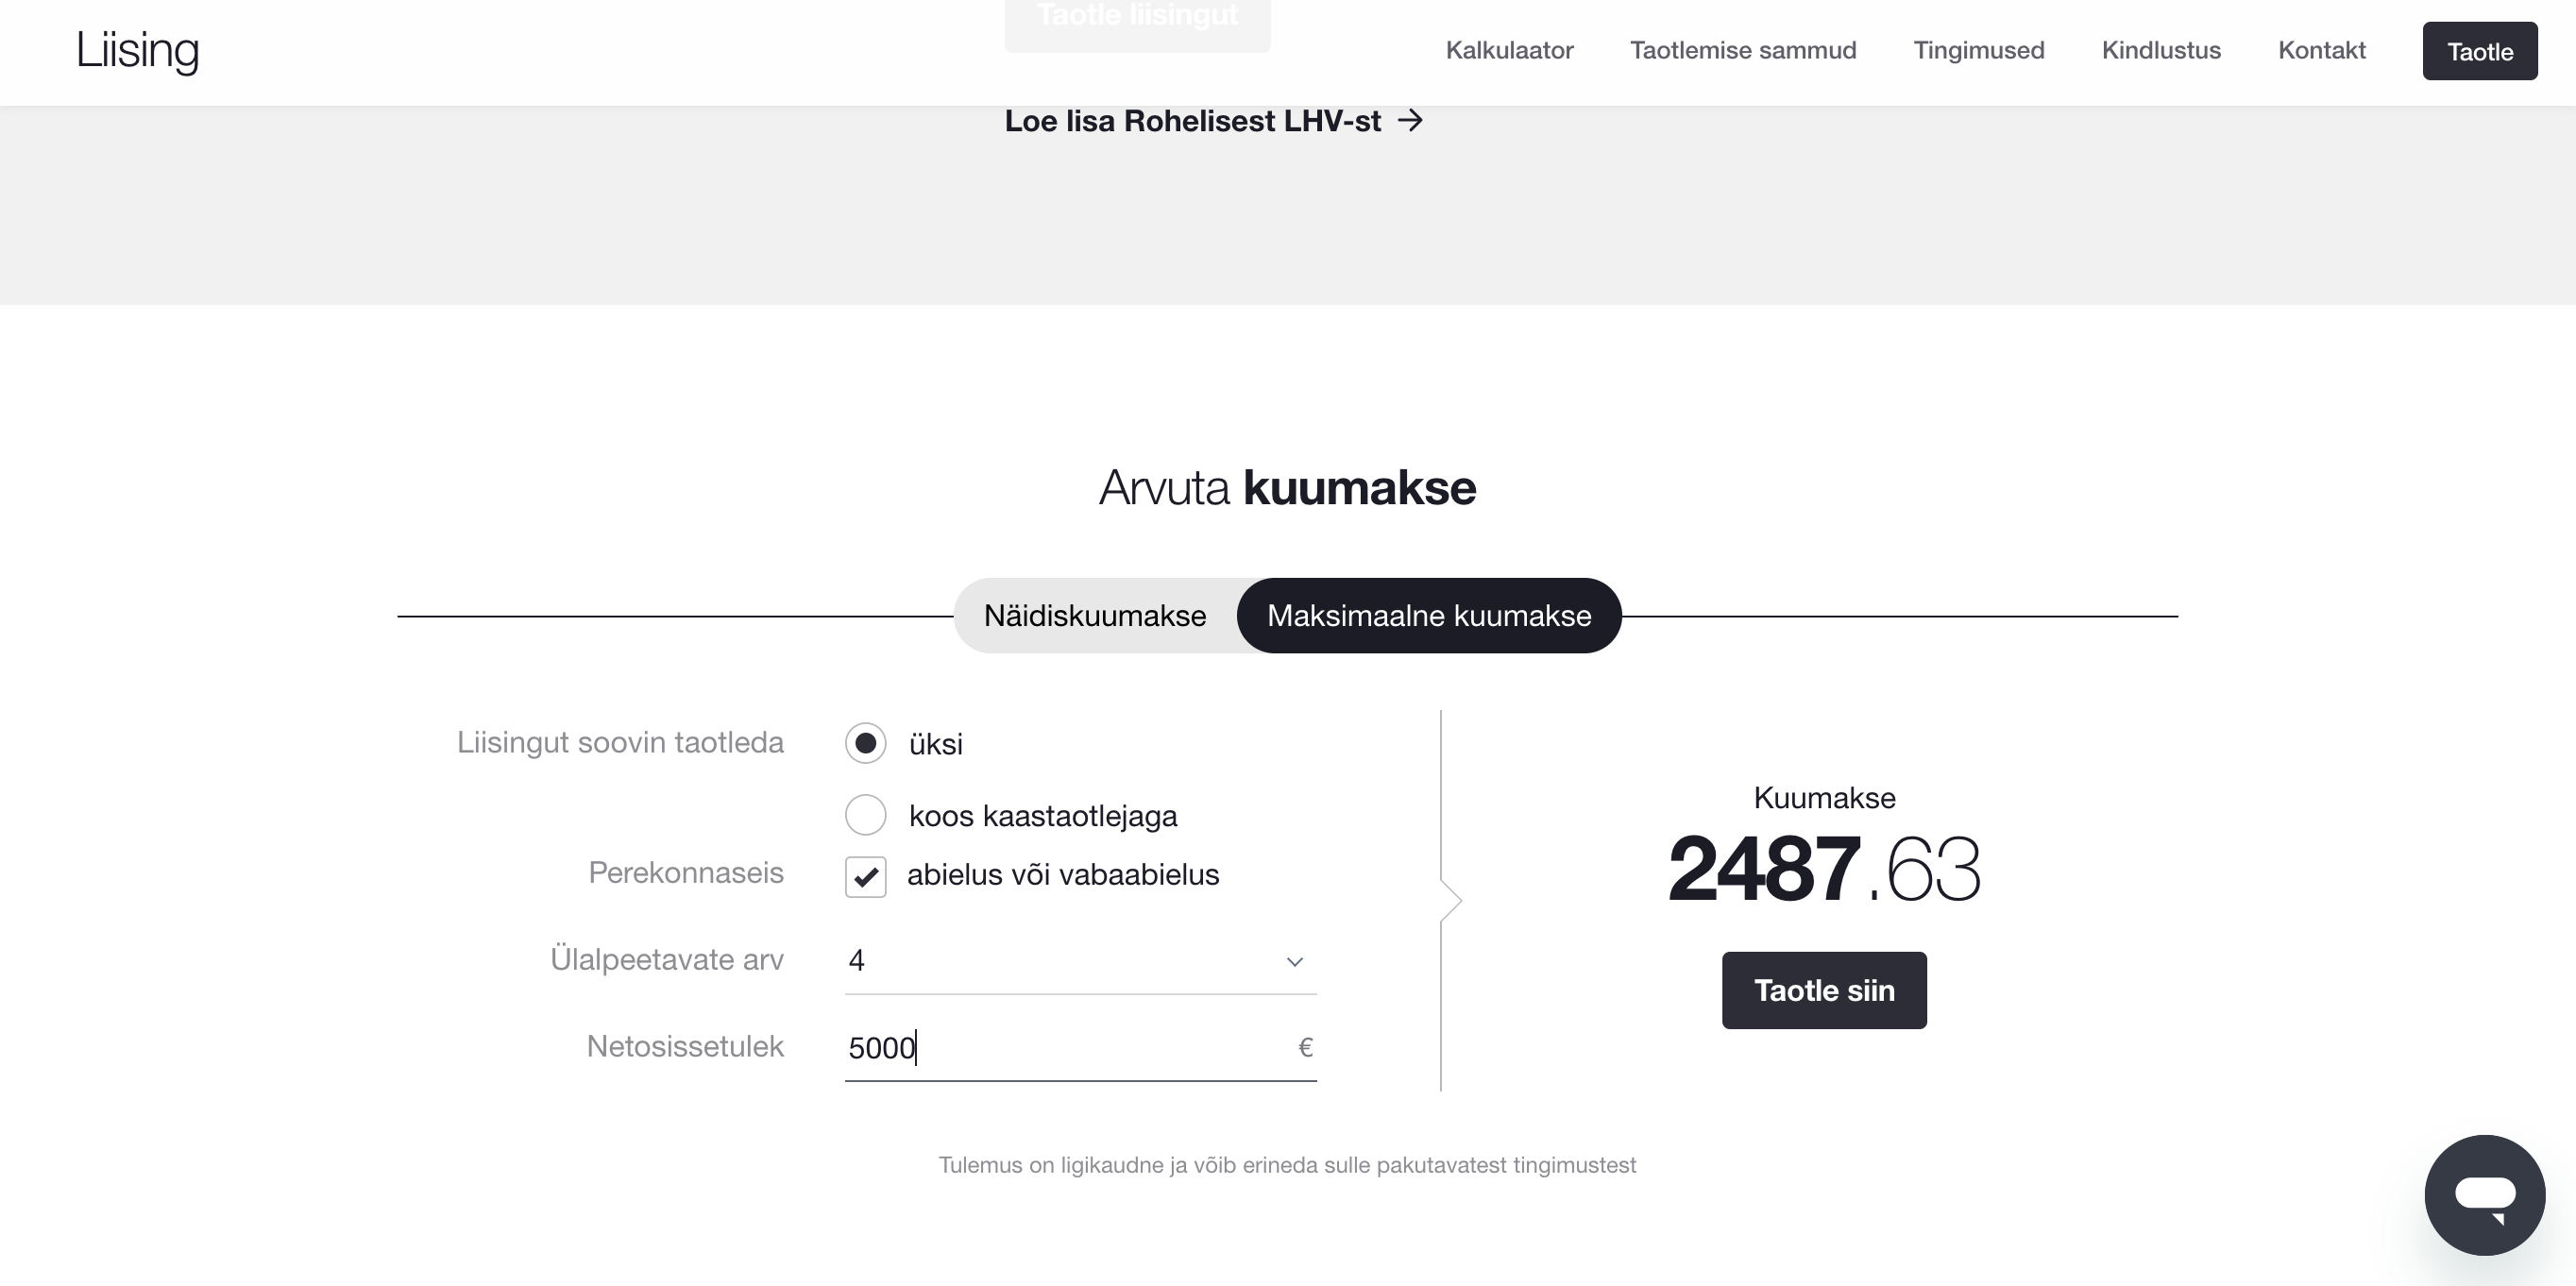 Taotle liisingut
Liising
Kalkulaator
Taotlemise sammud
Tingimused
Kindlustus
Kontakt
Taotle
Loe lisa Rohelisest LHV-st →
Arvuta kuumakse
Näidiskuumakse
Maksimaalne kuumakse
Liisingut soovin taotleda
üksi
koos kaastaotlejaga
Perekonnaseis
abielus või vabaabielus
Ülalpeetavate arv
4
Netosissetulek
5000
€
Kuumakse
2487.63
Taotle siin
Tulemus on ligikaudne ja võib erineda sulle pakutavatest tingimustest